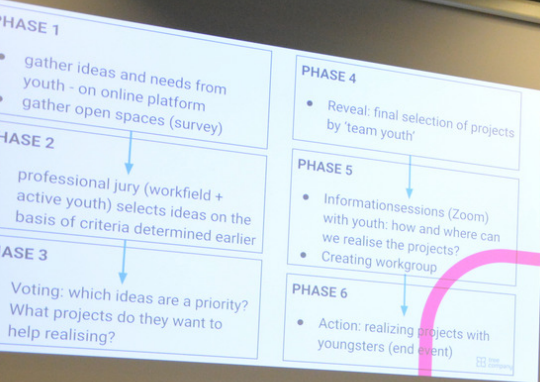 PHASE 1
gather ideas and needs from
youth - on online platform
gather open spaces (survey)
PHASE 2
professional jury (workfield +
active youth) selects ideas on the
basis of criteria determined earlier
PHASE 3
Voting: which ideas are a priority?
What projects do they want to
help realising?
PHASE 4
Reveal: final selection of projects
by 'team youth'
PHASE 5
Informationsessions (Zoom)
with youth: how and where can
we realise the projects?
Creating workgroup
PHASE 6
Action: realizing projects with
youngsters (end event)